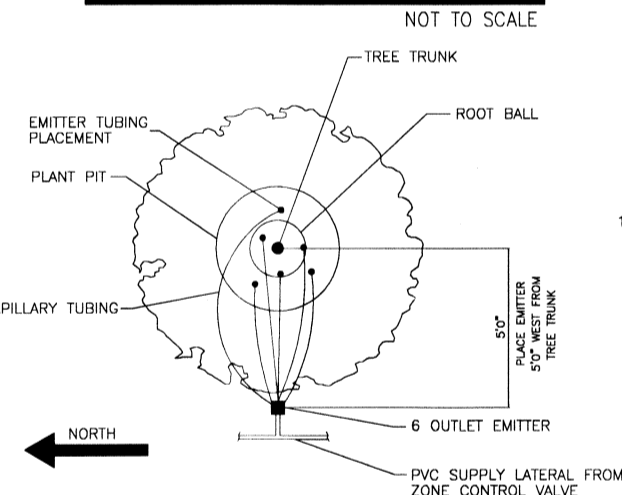 NOT TO SCALE
TREE TRUNK
EMITTER TUBING
PLACEMENT
ROOT BALL
PLANT PIT
1
PILLARY TUBING
5'0"
PLACE EMITTER
5'0" WEST FROM
TREE TRUNK
6 OUTLET EMITTER
NORTH
PVC SUPPLY LATERAL FROM
ZONE CONTROL VALVE